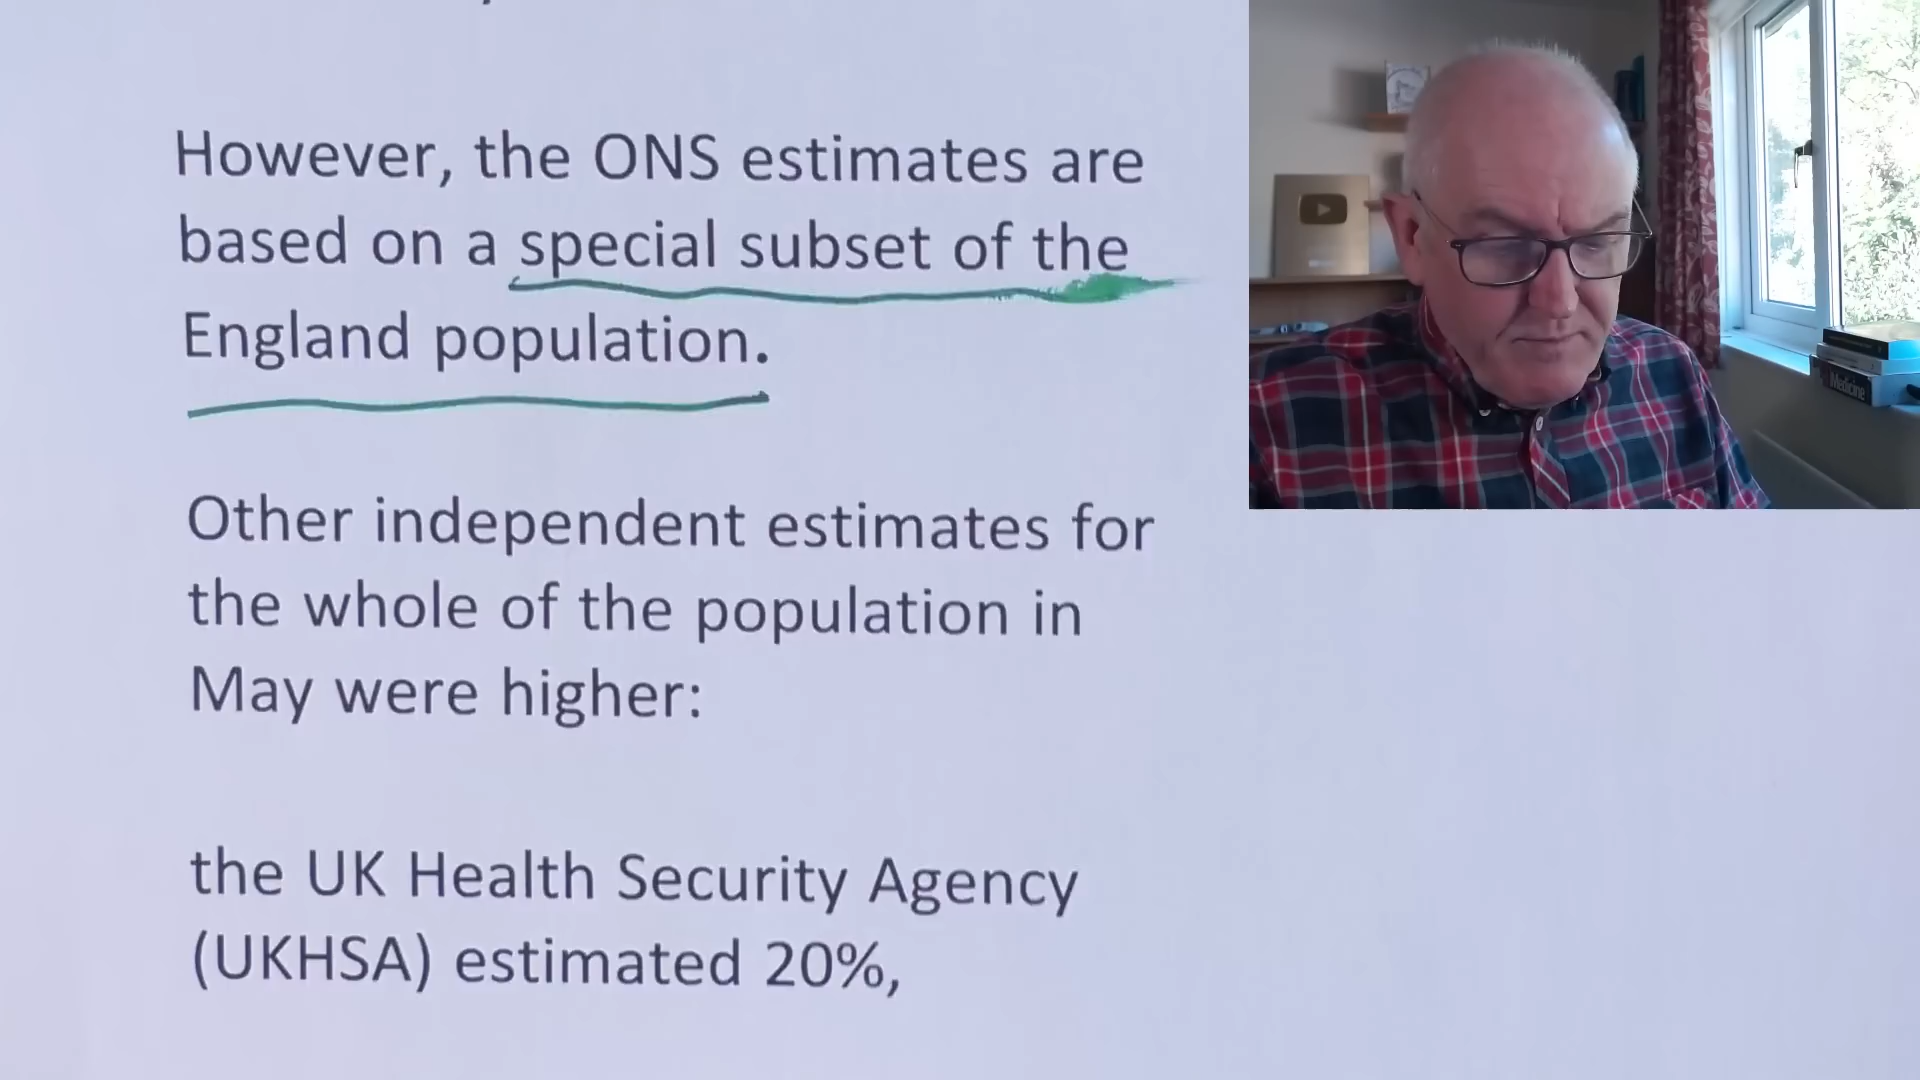 However, the ONS estimates are
based on a special subset of the
England population.
Other independent estimates for
the whole of the population in
May were higher:
the UK Health Security Agency
(UKHSA) estimated 20%,
Medicine